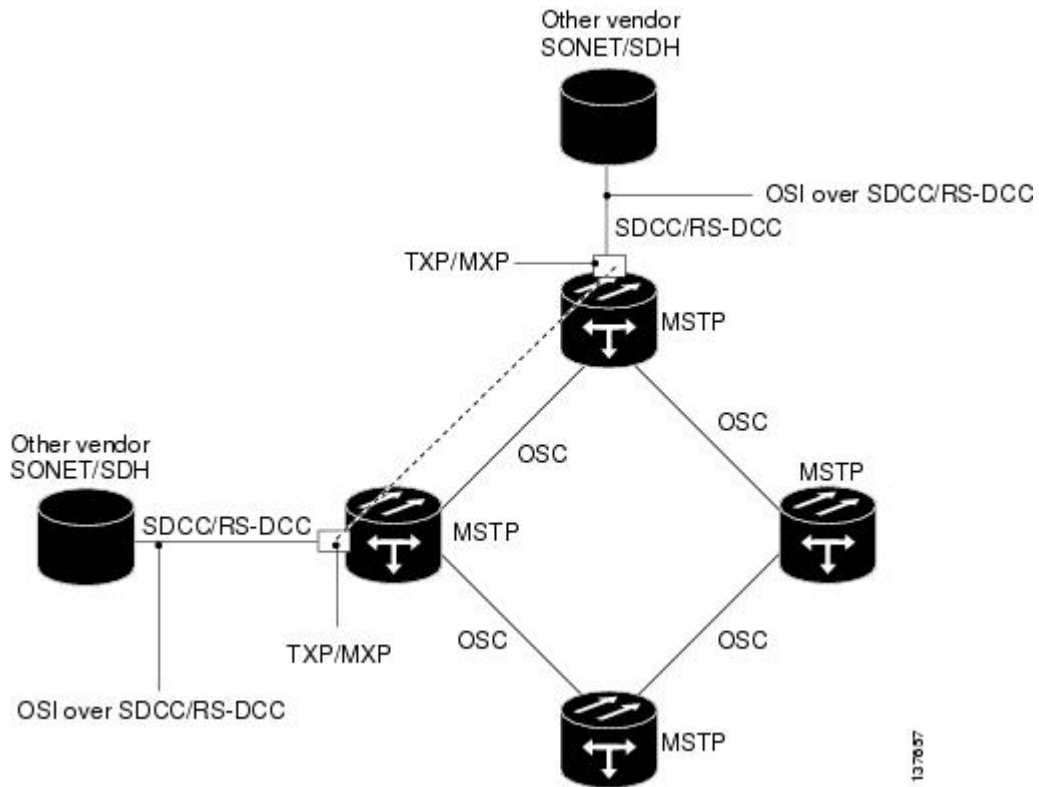 Other vendor
SONET/SDH
OSI over SDCC/RS-DCC
SDCC/RS-DCC
TXP/MXP
MSTP
OSC
OSC
Other vendor
SONET/SDH
MSTP
SDCC/RS-DCC
MSTP
OSC
OSC
TXP/MXP
OSI over SDCC/RS-DCC
MSTP
137657